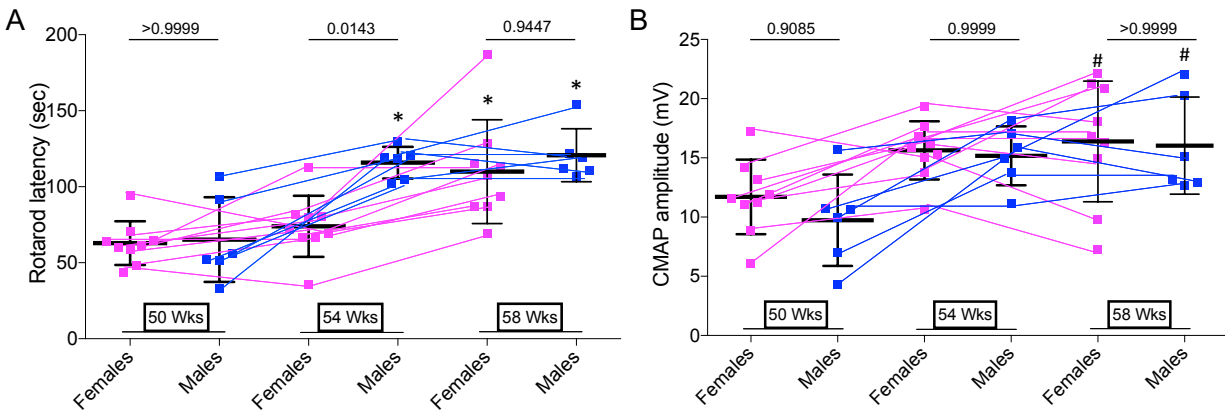 A
>0.9999
0.0143
0.9447
Rotarod latency (sec)
200
150
100
50
0
*
*
*
50 Wks
54 Wks
58 Wks
Females
Males
Females
Males
Females
Males
B
0.9085
0.9999
>0.9999
CMAP amplitude (mV)
25
20
15
10
5
0
#
#
50 Wks
54 Wks
58 Wks
Females
Males
Females
Males
Females
Males